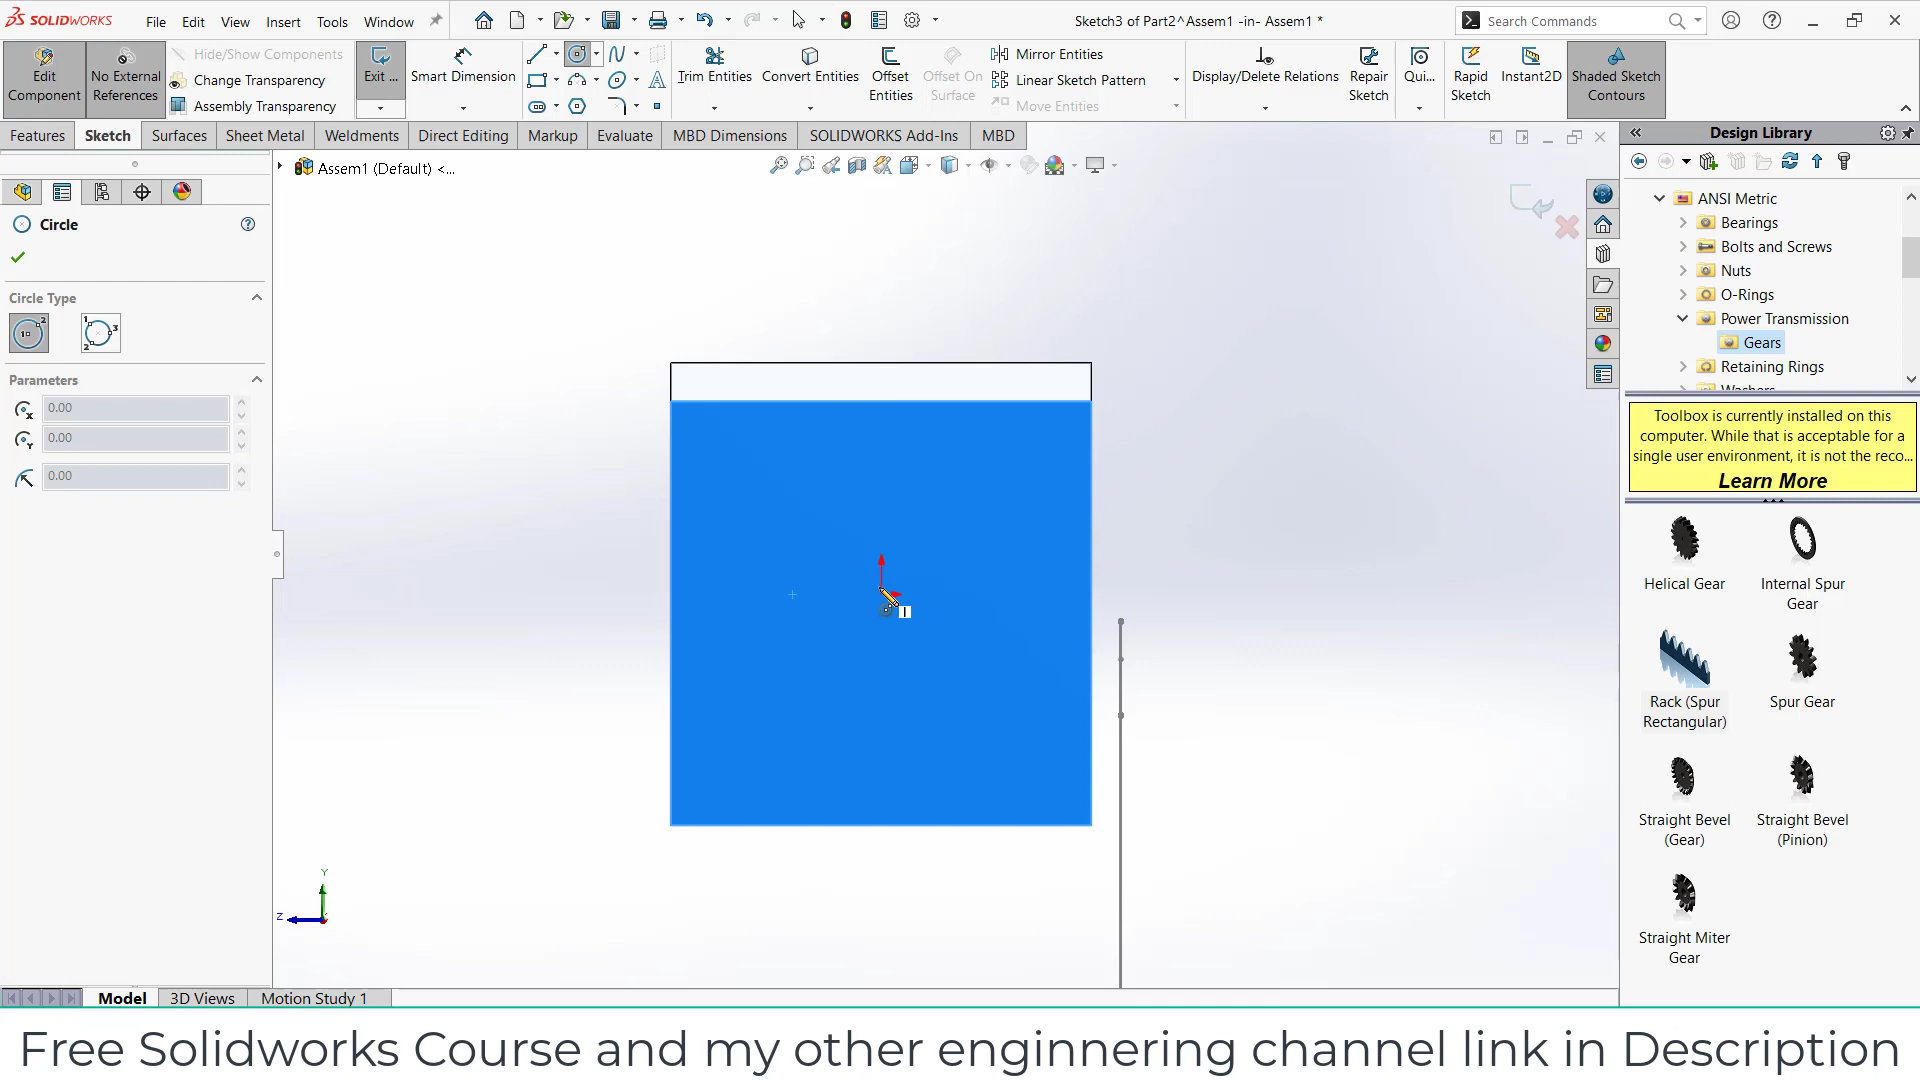 SOLIDWORKS
File Edit View Insert Tools Window
Sketch3 of Part2^Assem1 -in- Assem1 *
Search Commands
Edit Component
No External References
Hide/Show Components
Change Transparency
Assembly Transparency
Exit ...
Smart Dimension
Trim Entities
Convert Entities
Offset Entities
Offset On Surface
Mirror Entities
Linear Sketch Pattern
Move Entities
Display/Delete Relations
Repair Sketch
Qui...
Rapid Sketch
Instant2D
Shaded Sketch Contours
Features Sketch Surfaces Sheet Metal Weldments Direct Editing Markup Evaluate MBD Dimensions SOLIDWORKS Add-Ins MBD
Assem1 (Default) <...
Circle
Circle Type
Parameters
0.00
0.00
0.00
Y
Z
Design Library
ANSI Metric
Bearings
Bolts and Screws
Nuts
O-Rings
Power Transmission
Gears
Retaining Rings
Toolbox is currently installed on this
computer. While that is acceptable for a
single user environment, it is not the reco...
Learn More
Helical Gear
Internal Spur Gear
Rack (Spur Rectangular)
Spur Gear
Straight Bevel (Gear)
Straight Bevel (Pinion)
Straight Miter Gear
Model 3D Views Motion Study 1
Free Solidworks Course and my other enginnering channel link in Description